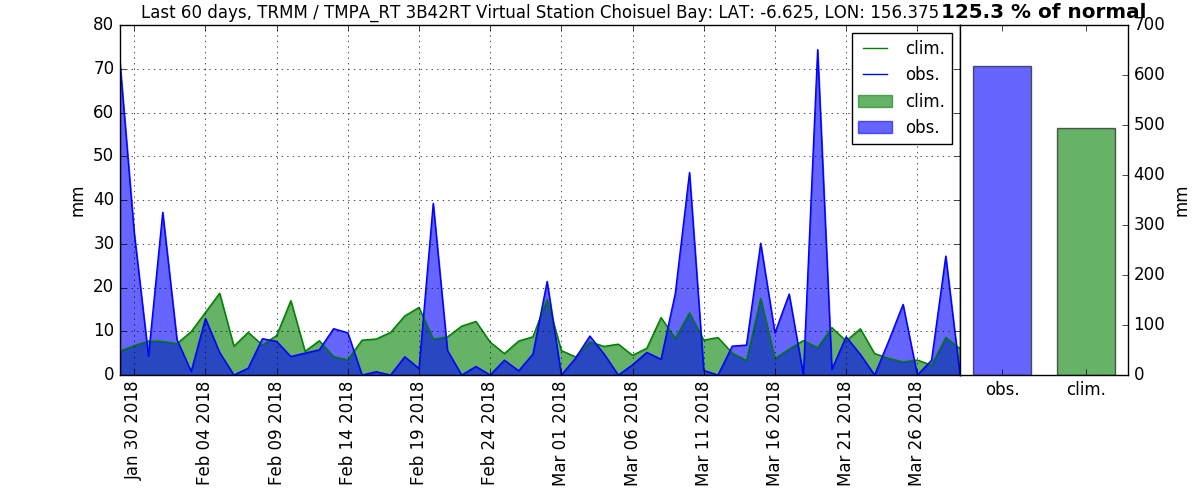 Last 60 days, TRMM / TMPA_RT 3B42RT Virtual Station Choisuel Bay: LAT: -6.625, LON: 156.375
125.3 % of normal
80
70
60
50
40
30
20
10
0
mm
clim.
obs.
clim.
obs.
Jan 30 2018
Feb 04 2018
Feb 09 2018
Feb 14 2018
Feb 19 2018
Feb 24 2018
Mar 01 2018
Mar 06 2018
Mar 11 2018
Mar 16 2018
Mar 21 2018
Mar 26 2018
700
600
500
400
300
200
100
0
mm
obs.
clim.